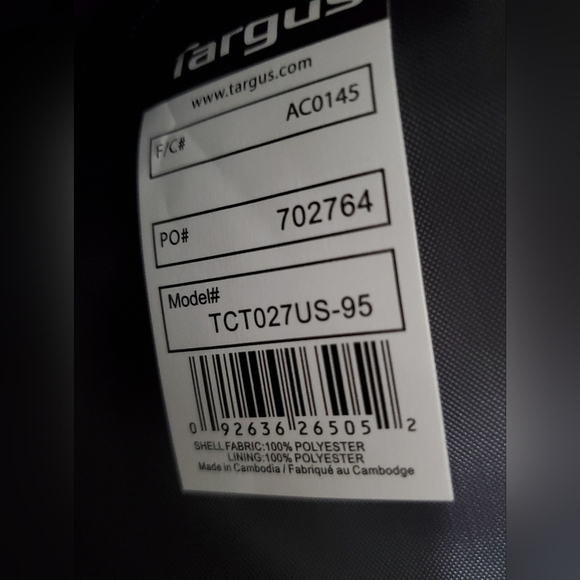 Targus
www.targus.com
F/C#
AC0145
PO#
702764
Model#
TCT027US-95
0 92636 26505 2
SHELL FABRIC:100% POLYESTER
LINING:100% POLYESTER
Made in Cambodia / Fabriqué au Cambodge